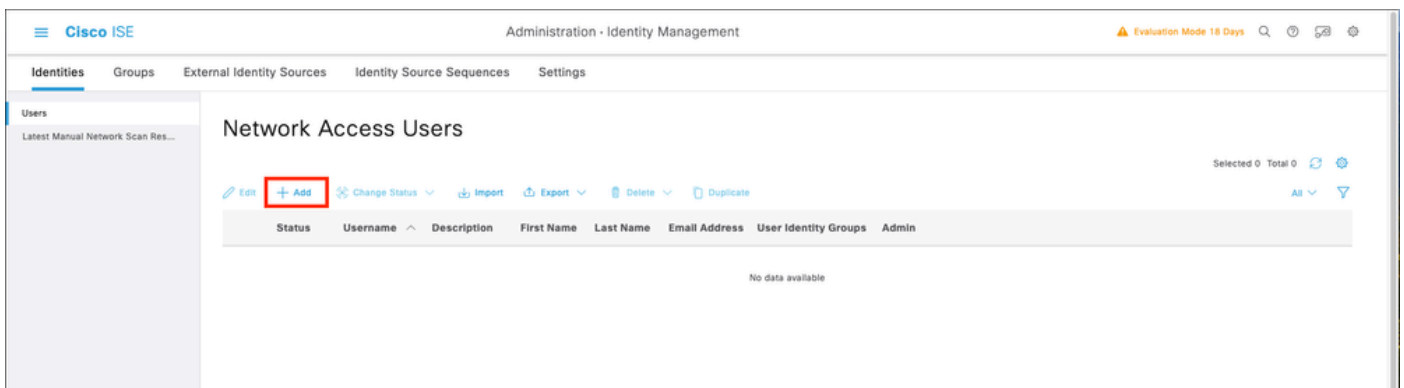 Cisco ISE
Administration · Identity Management
Evaluation Mode 18 Days
Identities Groups External Identity Sources Identity Source Sequences Settings
Users
Latest Manual Network Scan Res...
Network Access Users
Selected 0 Total 0
Edit Add Change Status Import Export Delete Duplicate
All
Status Username Description First Name Last Name Email Address User Identity Groups Admin
No data available